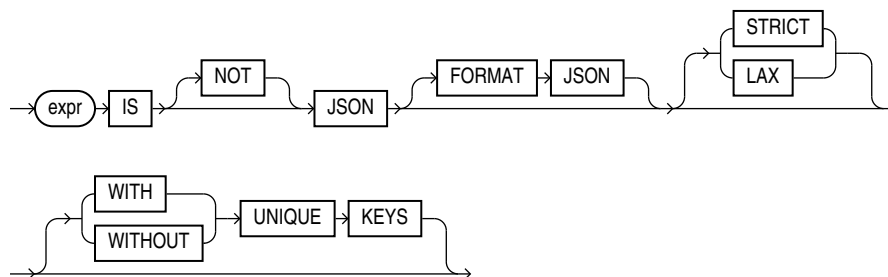 STRICT
NOT FORMAT JSON LAX
expr IS JSON
WITH
UNIQUE KEYS
WITHOUT